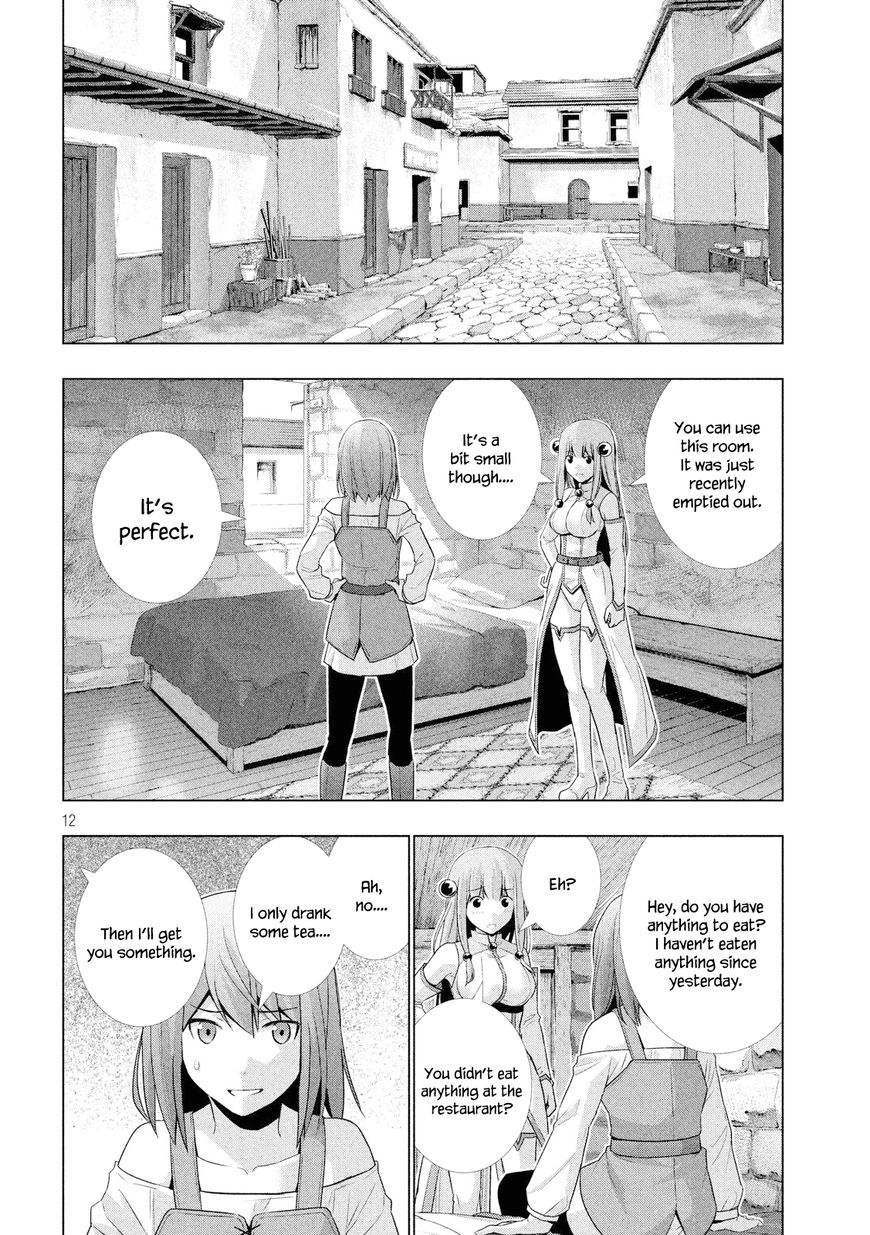 You can use
this room.
It was just
recently
emptied out.
It's a
bit small
though....
It's
perfect.
12
Hey, do you have
anything to eat?
I haven't eaten
anything since
yesterday.
Eh?
You didn't eat
anything at the
restaurant?
Ah,
no....
I only drank
some tea....
Then I'll get
you something.